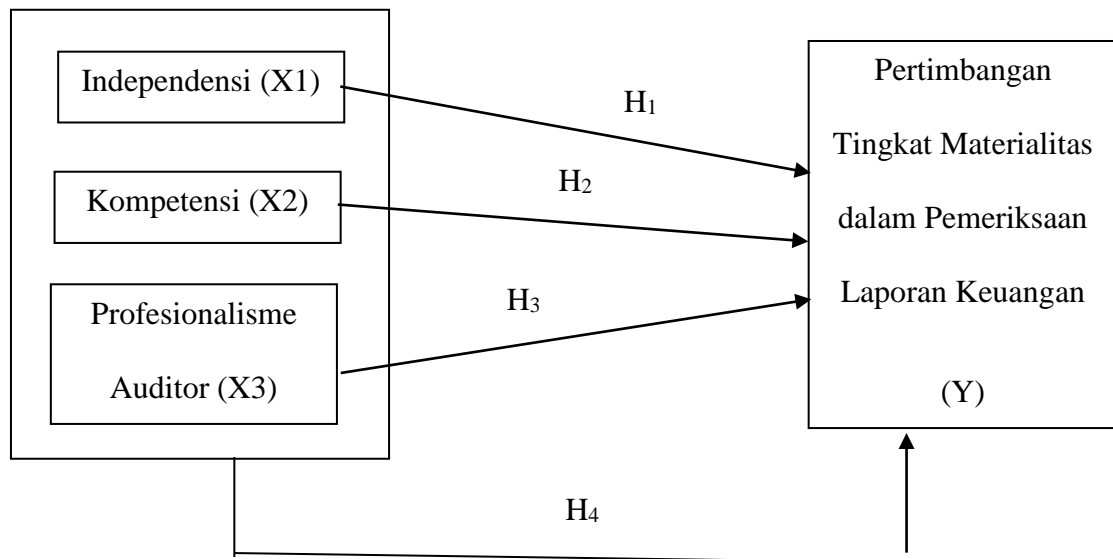 Independensi (X1)
Kompetensi (X2)
Profesionalisme
Auditor (X3)
H1
H2
H3
H4
Pertimbangan
Tingkat Materialitas
dalam Pemeriksaan
Laporan Keuangan
(Y)